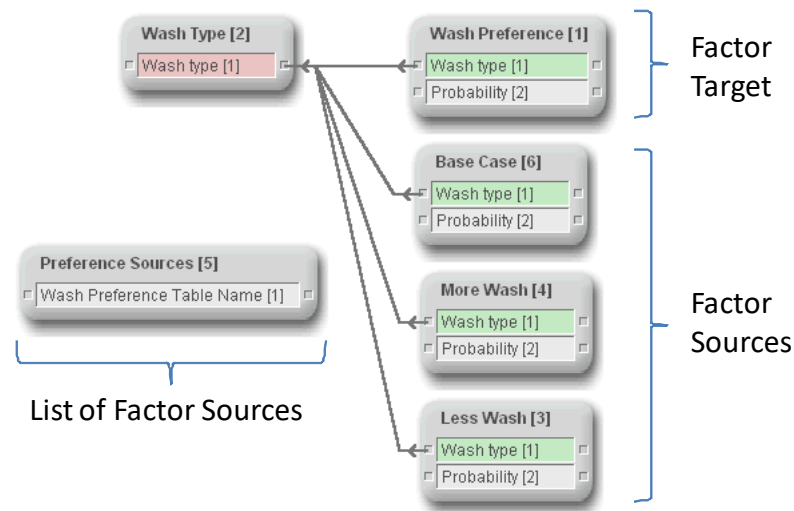 Wash Type [2]
Wash type [1]
Wash Preference [1]
Wash type [1]
Probability [2]
Factor
Target
Base Case [6]
Wash type [1]
Probability [2]
Preference Sources [5]
Wash Preference Table Name [1]
More Wash [4]
Wash type [1]
Probability [2]
Factor
Sources
List of Factor Sources
Less Wash [3]
Wash type [1]
Probability [2]